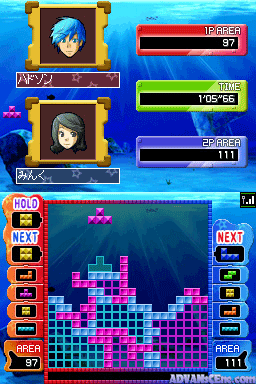 1P AREA
97
ハドソン
TIME
1'05"66
2P AREA
みんく
111
HOLD
NEXT
NEXT
AREA
97
AREA
111
ADVANsCEne.com